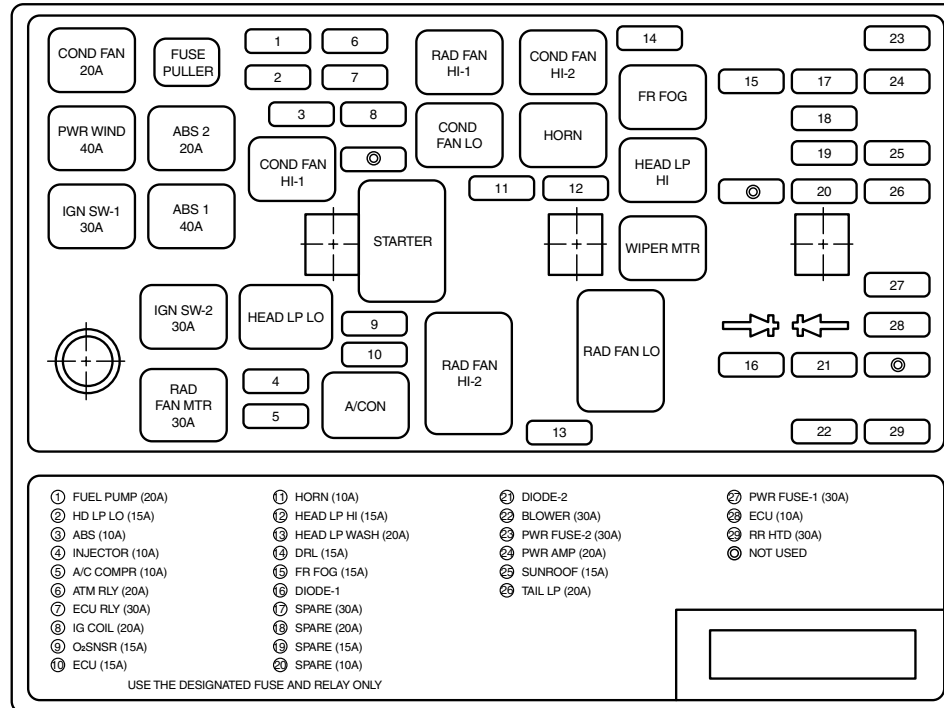 COND FAN
20A
FUSE
PULLER
1
6
RAD FAN
HI-1
COND FAN
HI-2
14
23
2
7
FR FOG
15
17
24
3
8
PWR WIND
40A
ABS 2
20A
COND
FAN LO
HORN
18
COND FAN
HI-1
◎
HEAD LP
HI
19
25
11
12
◎
20
26
IGN SW-1
30A
ABS 1
40A
STARTER
WIPER MTR
27
IGN SW-2
30A
HEAD LP LO
9
28
10
RAD FAN
HI-2
RAD FAN LO
16
21
◎
RAD
FAN MTR
30A
4
5
A/CON
13
22
29
① FUEL PUMP (20A)
② HD LP LO (15A)
③ ABS (10A)
④ INJECTOR (10A)
⑤ A/C COMPR (10A)
⑥ ATM RLY (20A)
⑦ ECU RLY (30A)
⑧ IG COIL (20A)
⑨ O₂SNSR (15A)
⑩ ECU (15A)
⑪ HORN (10A)
⑫ HEAD LP HI (15A)
⑬ HEAD LP WASH (20A)
⑭ DRL (15A)
⑮ FR FOG (15A)
⑯ DIODE-1
⑰ SPARE (30A)
⑱ SPARE (20A)
⑲ SPARE (15A)
⑳ SPARE (10A)
㉑ DIODE-2
㉒ BLOWER (30A)
㉓ PWR FUSE-2 (30A)
㉔ PWR AMP (20A)
㉕ SUNROOF (15A)
㉖ TAIL LP (20A)
㉗ PWR FUSE-1 (30A)
㉘ ECU (10A)
㉙ RR HTD (30A)
◎ NOT USED
USE THE DESIGNATED FUSE AND RELAY ONLY